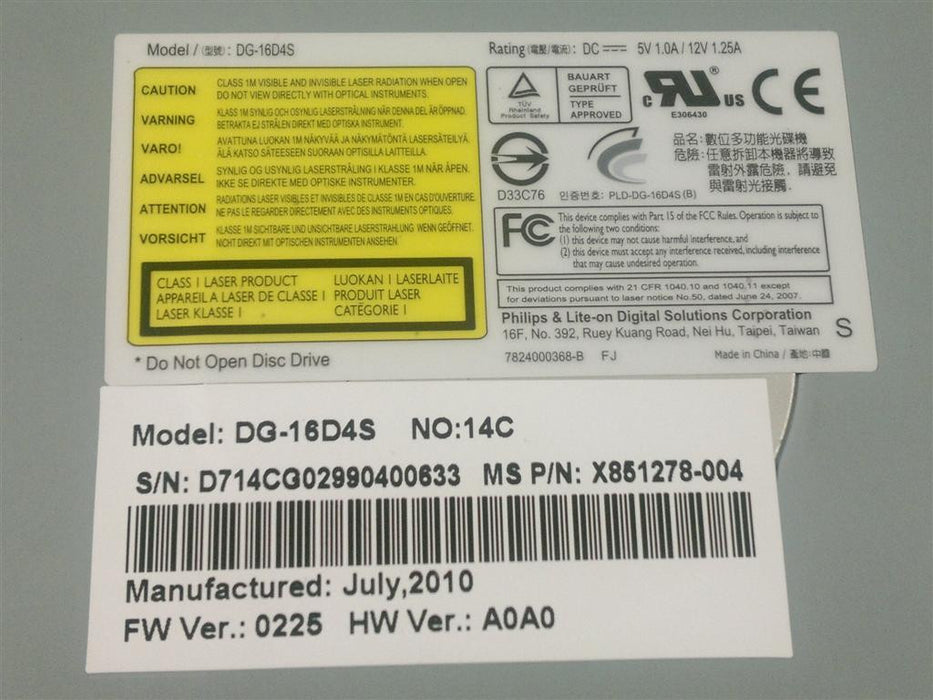 Model / (型號): DG-16D4S
Rating(電壓/電流): DC 5V 1.0A / 12V 1.25A
CAUTION CLASS 1M VISIBLE AND INVISIBLE LASER RADIATION WHEN OPEN
DO NOT VIEW DIRECTLY WITH OPTICAL INSTRUMENTS.
VARNING KLASS 1M SYNLIG OCH OSYNLIG LASERSTRÅLNING NÄR DENNA DEL ÄR ÖPPNAD.
BETRAKTA EJ STRÅLEN DIREKT MED OPTISKA INSTRUMENT.
VARO! AVATTUNA LUOKAN 1M NÄKYVÄÄ JA NÄKYMÄTÖNTÄ LASERSÄTEILYÄ.
ÄLÄ KATSO SÄTEESEEN SUORAAN OPTISILLA LAITTEILLA.
ADVARSEL SYNLIG OG USYNLIG LASERSTRÅLING I KLASSE 1M NÅR ÅPEN.
IKKE SE DIREKTE MED OPTISKE INSTRUMENTER.
ATTENTION RADIATIONS LASER VISIBLES ET INVISIBLES DE CLASSE 1M EN CAS D'OUVERTURE.
NE PAS LE REGARDER DIRECTEMENT AVEC DES INSTRUMENTS OPTIQUES.
VORSICHT KLASSE 1M SICHTBARE UND UNSICHTBARE LASERSTRAHLUNG WENN GEÖFFNET.
NICHT DIREKT MIT OPTISCHEN INSTRUMENTEN ANSEHEN.
CLASS I LASER PRODUCT LUOKAN I LASERLAITE
APPAREIL A LASER DE CLASSE I PRODUIT LASER
LASER KLASSE I CATÉGORIE I
* Do Not Open Disc Drive
TÜV
Rheinland
Product Safety
BAUART
GEPRÜFT
TYPE
APPROVED
c RU ® US
E306430
CE
D33C76
민증번호: PLD-DG-16D4S (B)
品名: 數位多功能光碟機
危險: 任意拆卸本機器將導致
雷射外露危險, 請避免
與雷射光接觸.
FC This device complies with Part 15 of the FCC Rules. Operation is subject to
the following two conditions:
(1) this device may not cause harmful interference, and
(2) this device must accept any interference received, including interference
that may cause undesired operation.
This product complies with 21 CFR 1040.10 and 1040.11 except
for deviations pursuant to laser notice No.50, dated June 24, 2007.
Philips & Lite-on Digital Solutions Corporation
16F, No. 392, Ruey Kuang Road, Nei Hu, Taipei, Taiwan S
7824000368-B FJ Made in China / 產地:中國
Model: DG-16D4S NO:14C
S/N: D714CG02990400633 MS P/N: X851278-004
Manufactured: July,2010
FW Ver.: 0225 HW Ver.: A0A0